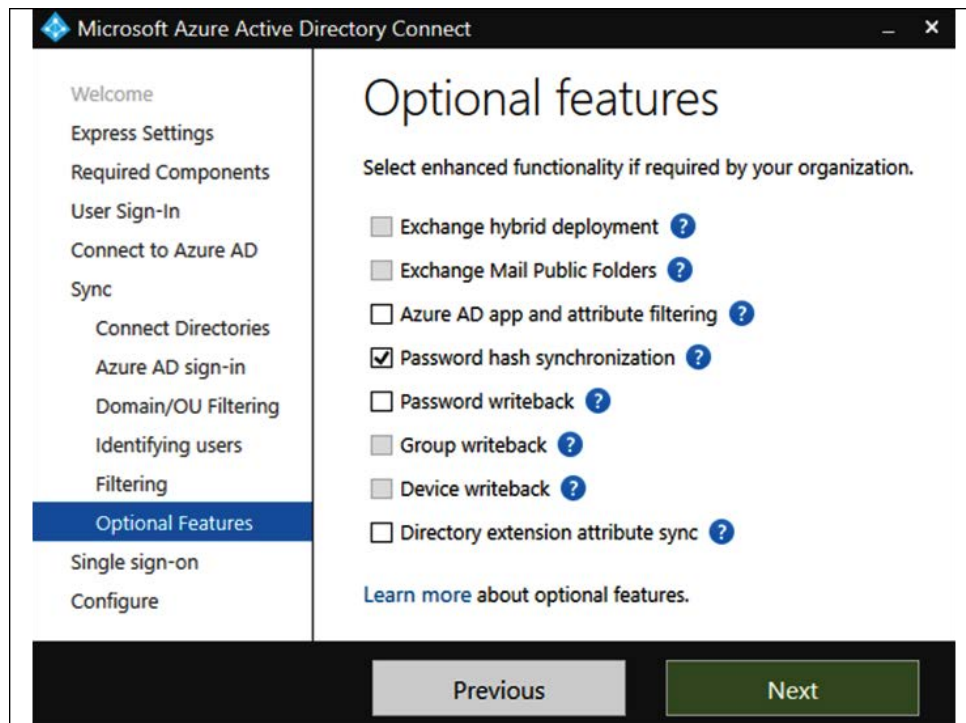 Microsoft Azure Active Directory Connect
Welcome
Express Settings
Required Components
User Sign-In
Connect to Azure AD
Sync
Connect Directories
Azure AD sign-in
Domain/OU Filtering
Identifying users
Filtering
Optional Features
Single sign-on
Configure
Optional features
Select enhanced functionality if required by your organization.
Exchange hybrid deployment ?
Exchange Mail Public Folders ?
Azure AD app and attribute filtering ?
Password hash synchronization ?
Password writeback ?
Group writeback ?
Device writeback ?
Directory extension attribute sync ?
Learn more about optional features.
Previous
Next